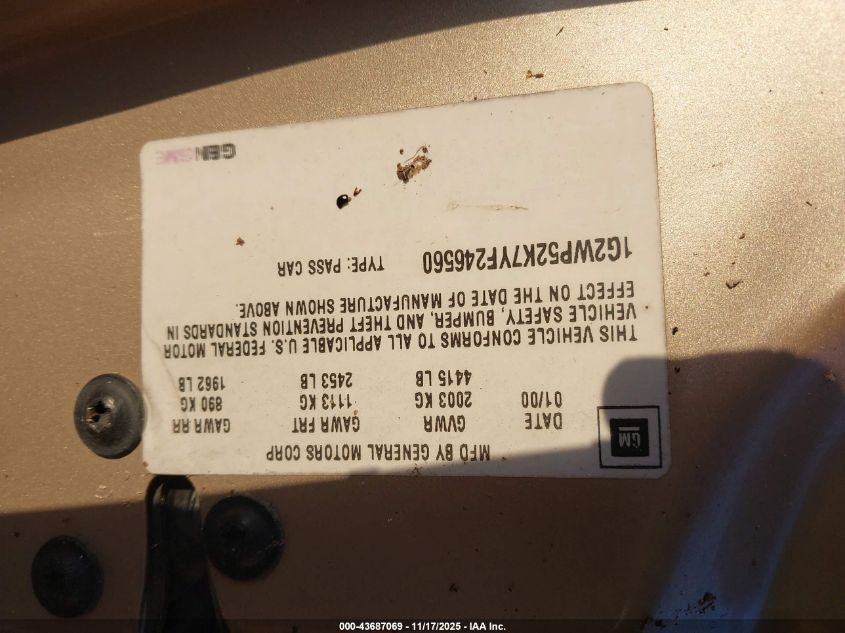 GM
MFD BY GENERAL MOTORS CORP
DATE GVWR GAWR FRT GAWR RR
01/00 2003 KG 1113 KG 890 KG
4415 LB 2453 LB 1962 LB
THIS VEHICLE CONFORMS TO ALL APPLICABLE U.S. FEDERAL MOTOR
VEHICLE SAFETY, BUMPER, AND THEFT PREVENTION STANDARDS IN
EFFECT ON THE DATE OF MANUFACTURE SHOWN ABOVE.
1G2WP52K7YF246560 TYPE: PASS CAR
000-43687069 - 11/17/2025 - IAA Inc.